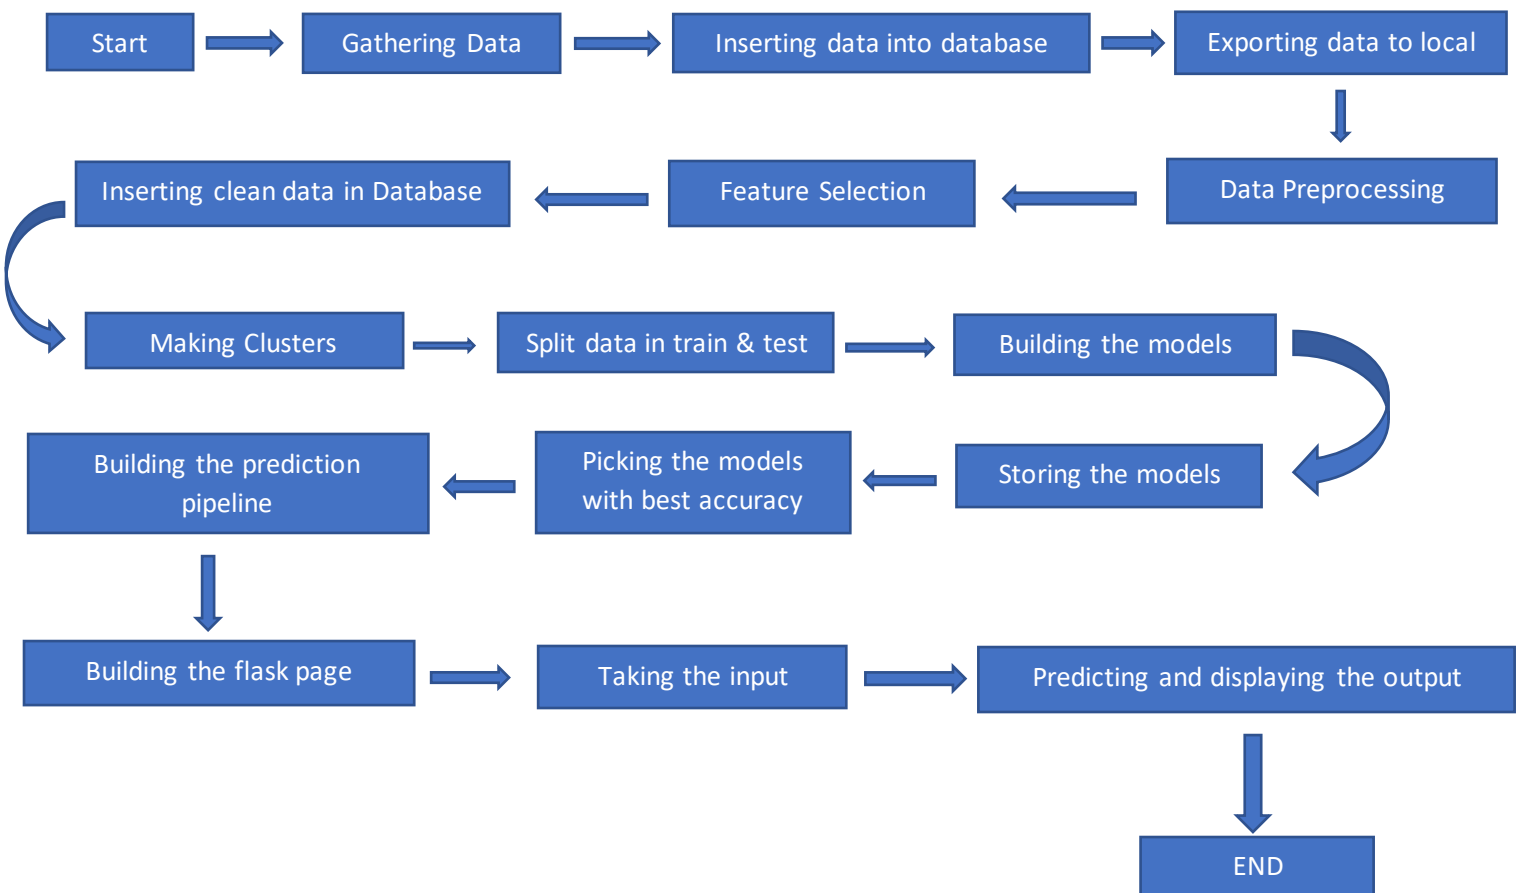 Start
Gathering Data
Inserting data into database
Exporting data to local
Data Preprocessing
Feature Selection
Inserting clean data in Database
Making Clusters
Split data in train & test
Building the models
Storing the models
Picking the models
with best accuracy
Building the prediction
pipeline
Building the flask page
Taking the input
Predicting and displaying the output
END